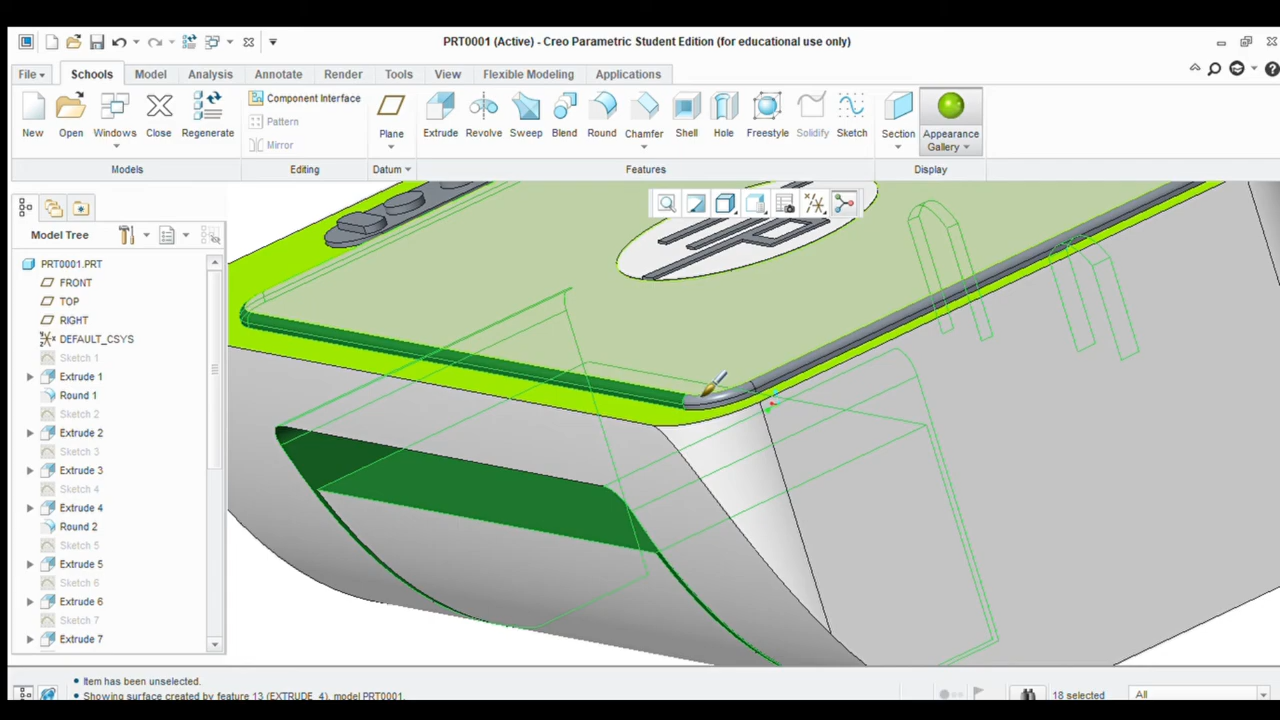 PRT0001 (Active) - Creo Parametric Student Edition (for educational use only)
File
Schools
Model
Analysis
Annotate
Render
Tools
View
Flexible Modeling
Applications
New
Open
Windows
Close
Regenerate
Component Interface
Pattern
Mirror
Plane
Extrude
Revolve
Sweep
Blend
Round
Chamfer
Shell
Hole
Freestyle
Solidify
Sketch
Section
Appearance
Gallery
Models
Editing
Datum
Features
Display
Model Tree
PRT0001.PRT
FRONT
TOP
RIGHT
DEFAULT_CSYS
Sketch 1
Extrude 1
Round 1
Sketch 2
Extrude 2
Sketch 3
Extrude 3
Sketch 4
Extrude 4
Round 2
Sketch 5
Extrude 5
Sketch 6
Extrude 6
Sketch 7
Extrude 7
• Item has been unselected.
• Showing surface created by feature 13 (EXTRUDE_4), model PRT0001.
18 selected
All